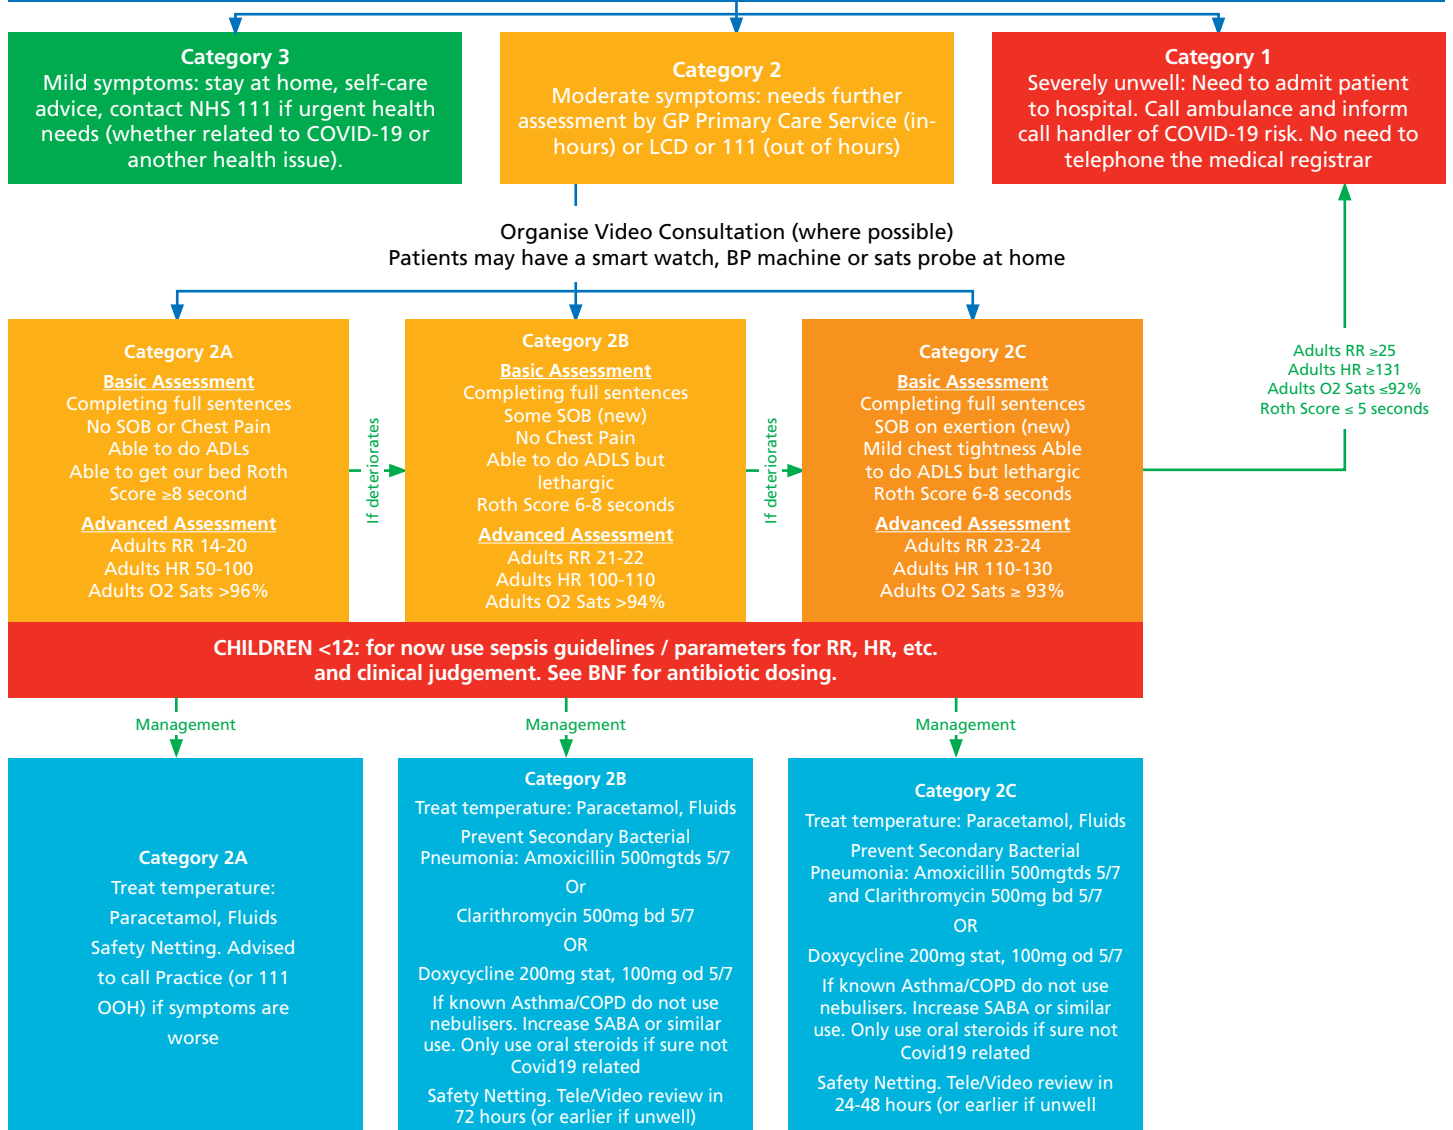 Category 3
Mild symptoms: stay at home, self-care
advice, contact NHS 111 if urgent health
needs (whether related to COVID-19 or
another health issue).
Category 2
Moderate symptoms: needs further
assessment by GP Primary Care Service (in-
hours) or LCD or 111 (out of hours)
Category 1
Severely unwell: Need to admit patient
to hospital. Call ambulance and inform
call handler of COVID-19 risk. No need to
telephone the medical registrar
Organise Video Consultation (where possible)
Patients may have a smart watch, BP machine or sats probe at home
Category 2A
Basic Assessment
Completing full sentences
No SOB or Chest Pain
Able to do ADLs
Able to get our bed Roth
Score ≥8 second
Advanced Assessment
Adults RR 14-20
Adults HR 50-100
Adults O2 Sats >96%
If deteriorates
Category 2B
Basic Assessment
Completing full sentences
Some SOB (new)
No Chest Pain
Able to do ADLS but
lethargic
Roth Score 6-8 seconds
Advanced Assessment
Adults RR 21-22
Adults HR 100-110
Adults O2 Sats >94%
If deteriorates
Category 2C
Basic Assessment
Completing full sentences
SOB on exertion (new)
Mild chest tightness Able
to do ADLS but lethargic
Roth Score 6-8 seconds
Advanced Assessment
Adults RR 23-24
Adults HR 110-130
Adults O2 Sats ≥ 93%
Adults RR ≥25
Adults HR ≥131
Adults O2 Sats ≤92%
Roth Score ≤ 5 seconds
CHILDREN <12: for now use sepsis guidelines / parameters for RR, HR, etc.
and clinical judgement. See BNF for antibiotic dosing.
Management
Management
Management
Category 2A
Treat temperature:
Paracetamol, Fluids
Safety Netting. Advised
to call Practice (or 111
OOH) if symptoms are
worse
Category 2B
Treat temperature: Paracetamol, Fluids
Prevent Secondary Bacterial
Pneumonia: Amoxicillin 500mgtds 5/7
Or
Clarithromycin 500mg bd 5/7
OR
Doxycycline 200mg stat, 100mg od 5/7
If known Asthma/COPD do not use
nebulisers. Increase SABA or similar
use. Only use oral steroids if sure not
Covid19 related
Safety Netting. Tele/Video review in
72 hours (or earlier if unwell)
Category 2C
Treat temperature: Paracetamol, Fluids
Prevent Secondary Bacterial
Pneumonia: Amoxicillin 500mgtds 5/7
and Clarithromycin 500mg bd 5/7
OR
Doxycycline 200mg stat, 100mg od 5/7
If known Asthma/COPD do not use
nebulisers. Increase SABA or similar
use. Only use oral steroids if sure not
Covid19 related
Safety Netting. Tele/Video review in
24-48 hours (or earlier if unwell